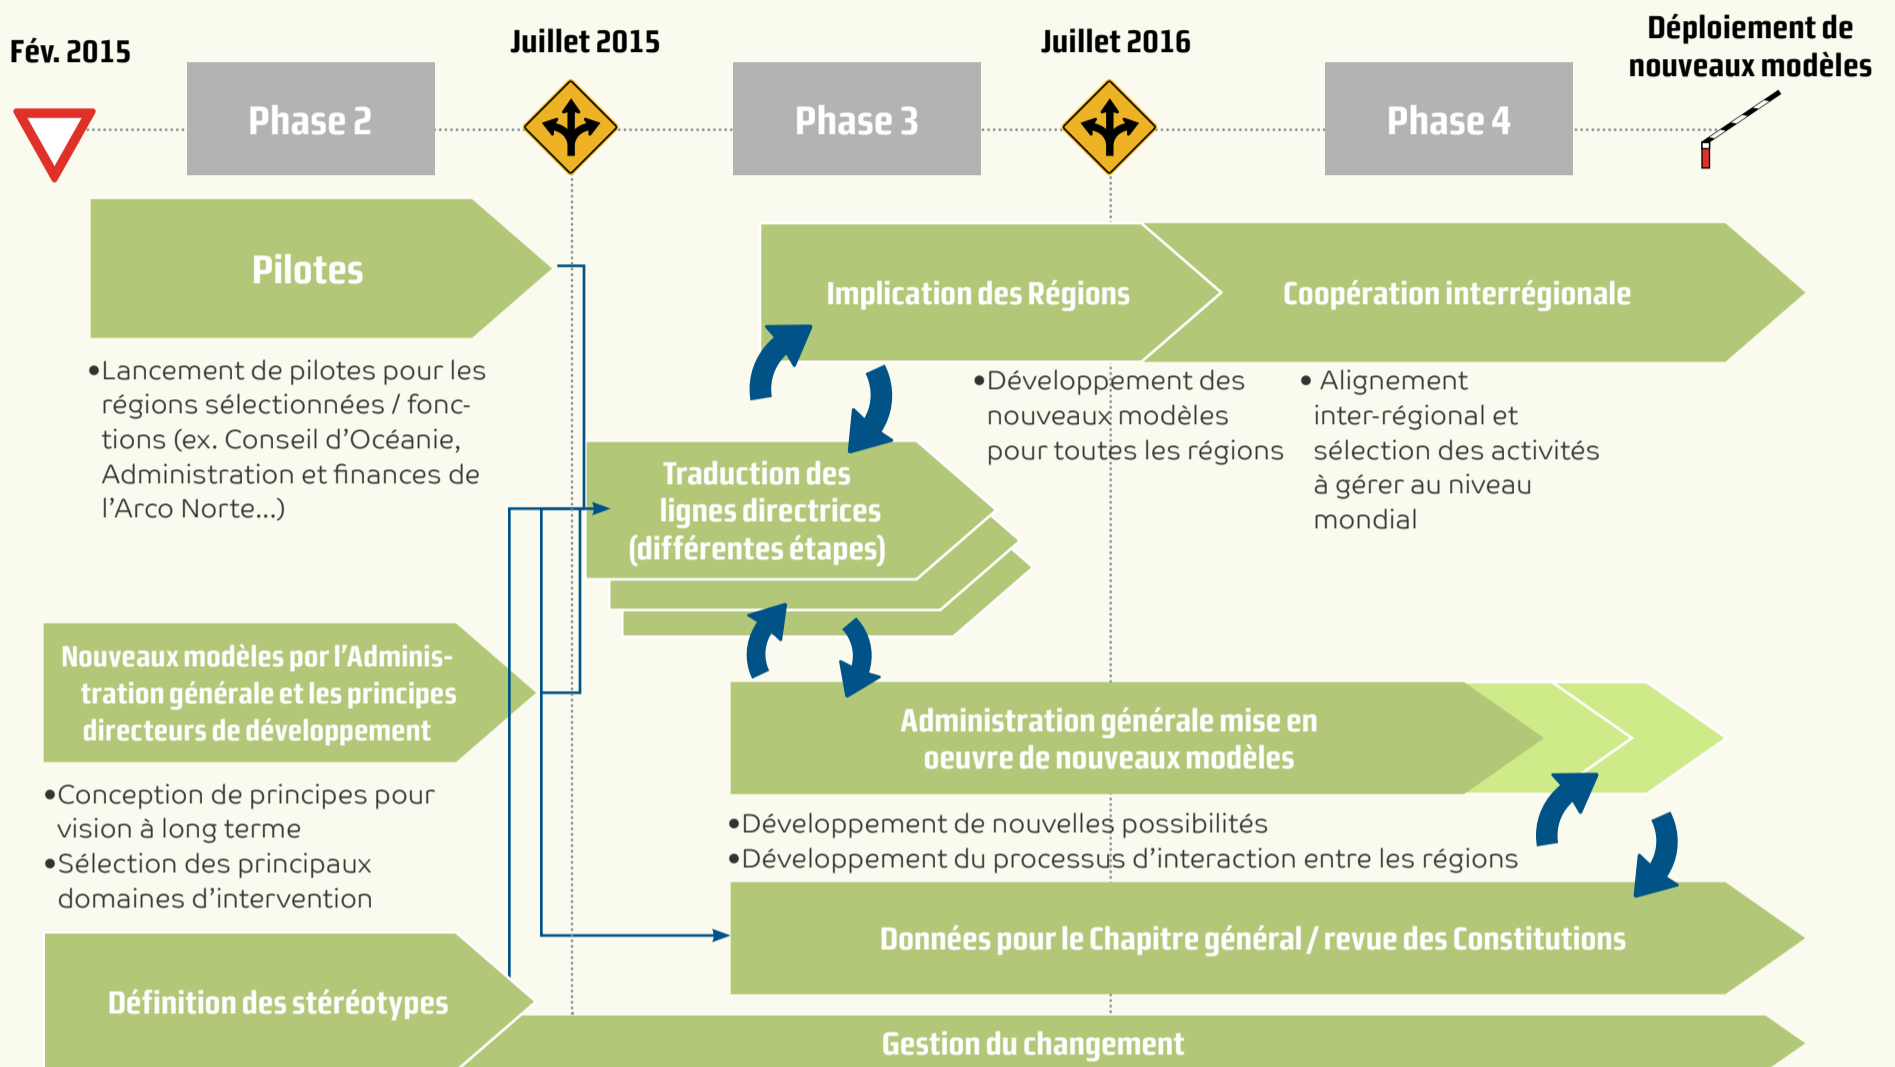 Fév. 2015
Juillet 2015
Juillet 2016
Déploiement de
nouveaux modèles
Phase 2
Phase 3
Phase 4
Pilotes
Implication des Régions
Coopération interrégionale
•Lancement de pilotes pour les
régions sélectionnées / fonc-
tions (ex. Conseil d’Océanie,
Administration et finances de
l’Arco Norte...)
•Développement des
nouveaux modèles
pour toutes les régions
• Alignement
inter-régional et
sélection des activités
à gérer au niveau
mondial
Traduction des
lignes directrices
(différentes étapes)
Nouveaux modèles por l’Adminis-
tration générale et les principes
directeurs de développement
•Conception de principes pour
vision à long terme
•Sélection des principaux
domaines d’intervention
Administration générale mise en
oeuvre de nouveaux modèles
•Développement de nouvelles possibilités
•Développement du processus d’interaction entre les régions
Données pour le Chapitre général / revue des Constitutions
Définition des stéréotypes
Gestion du changement